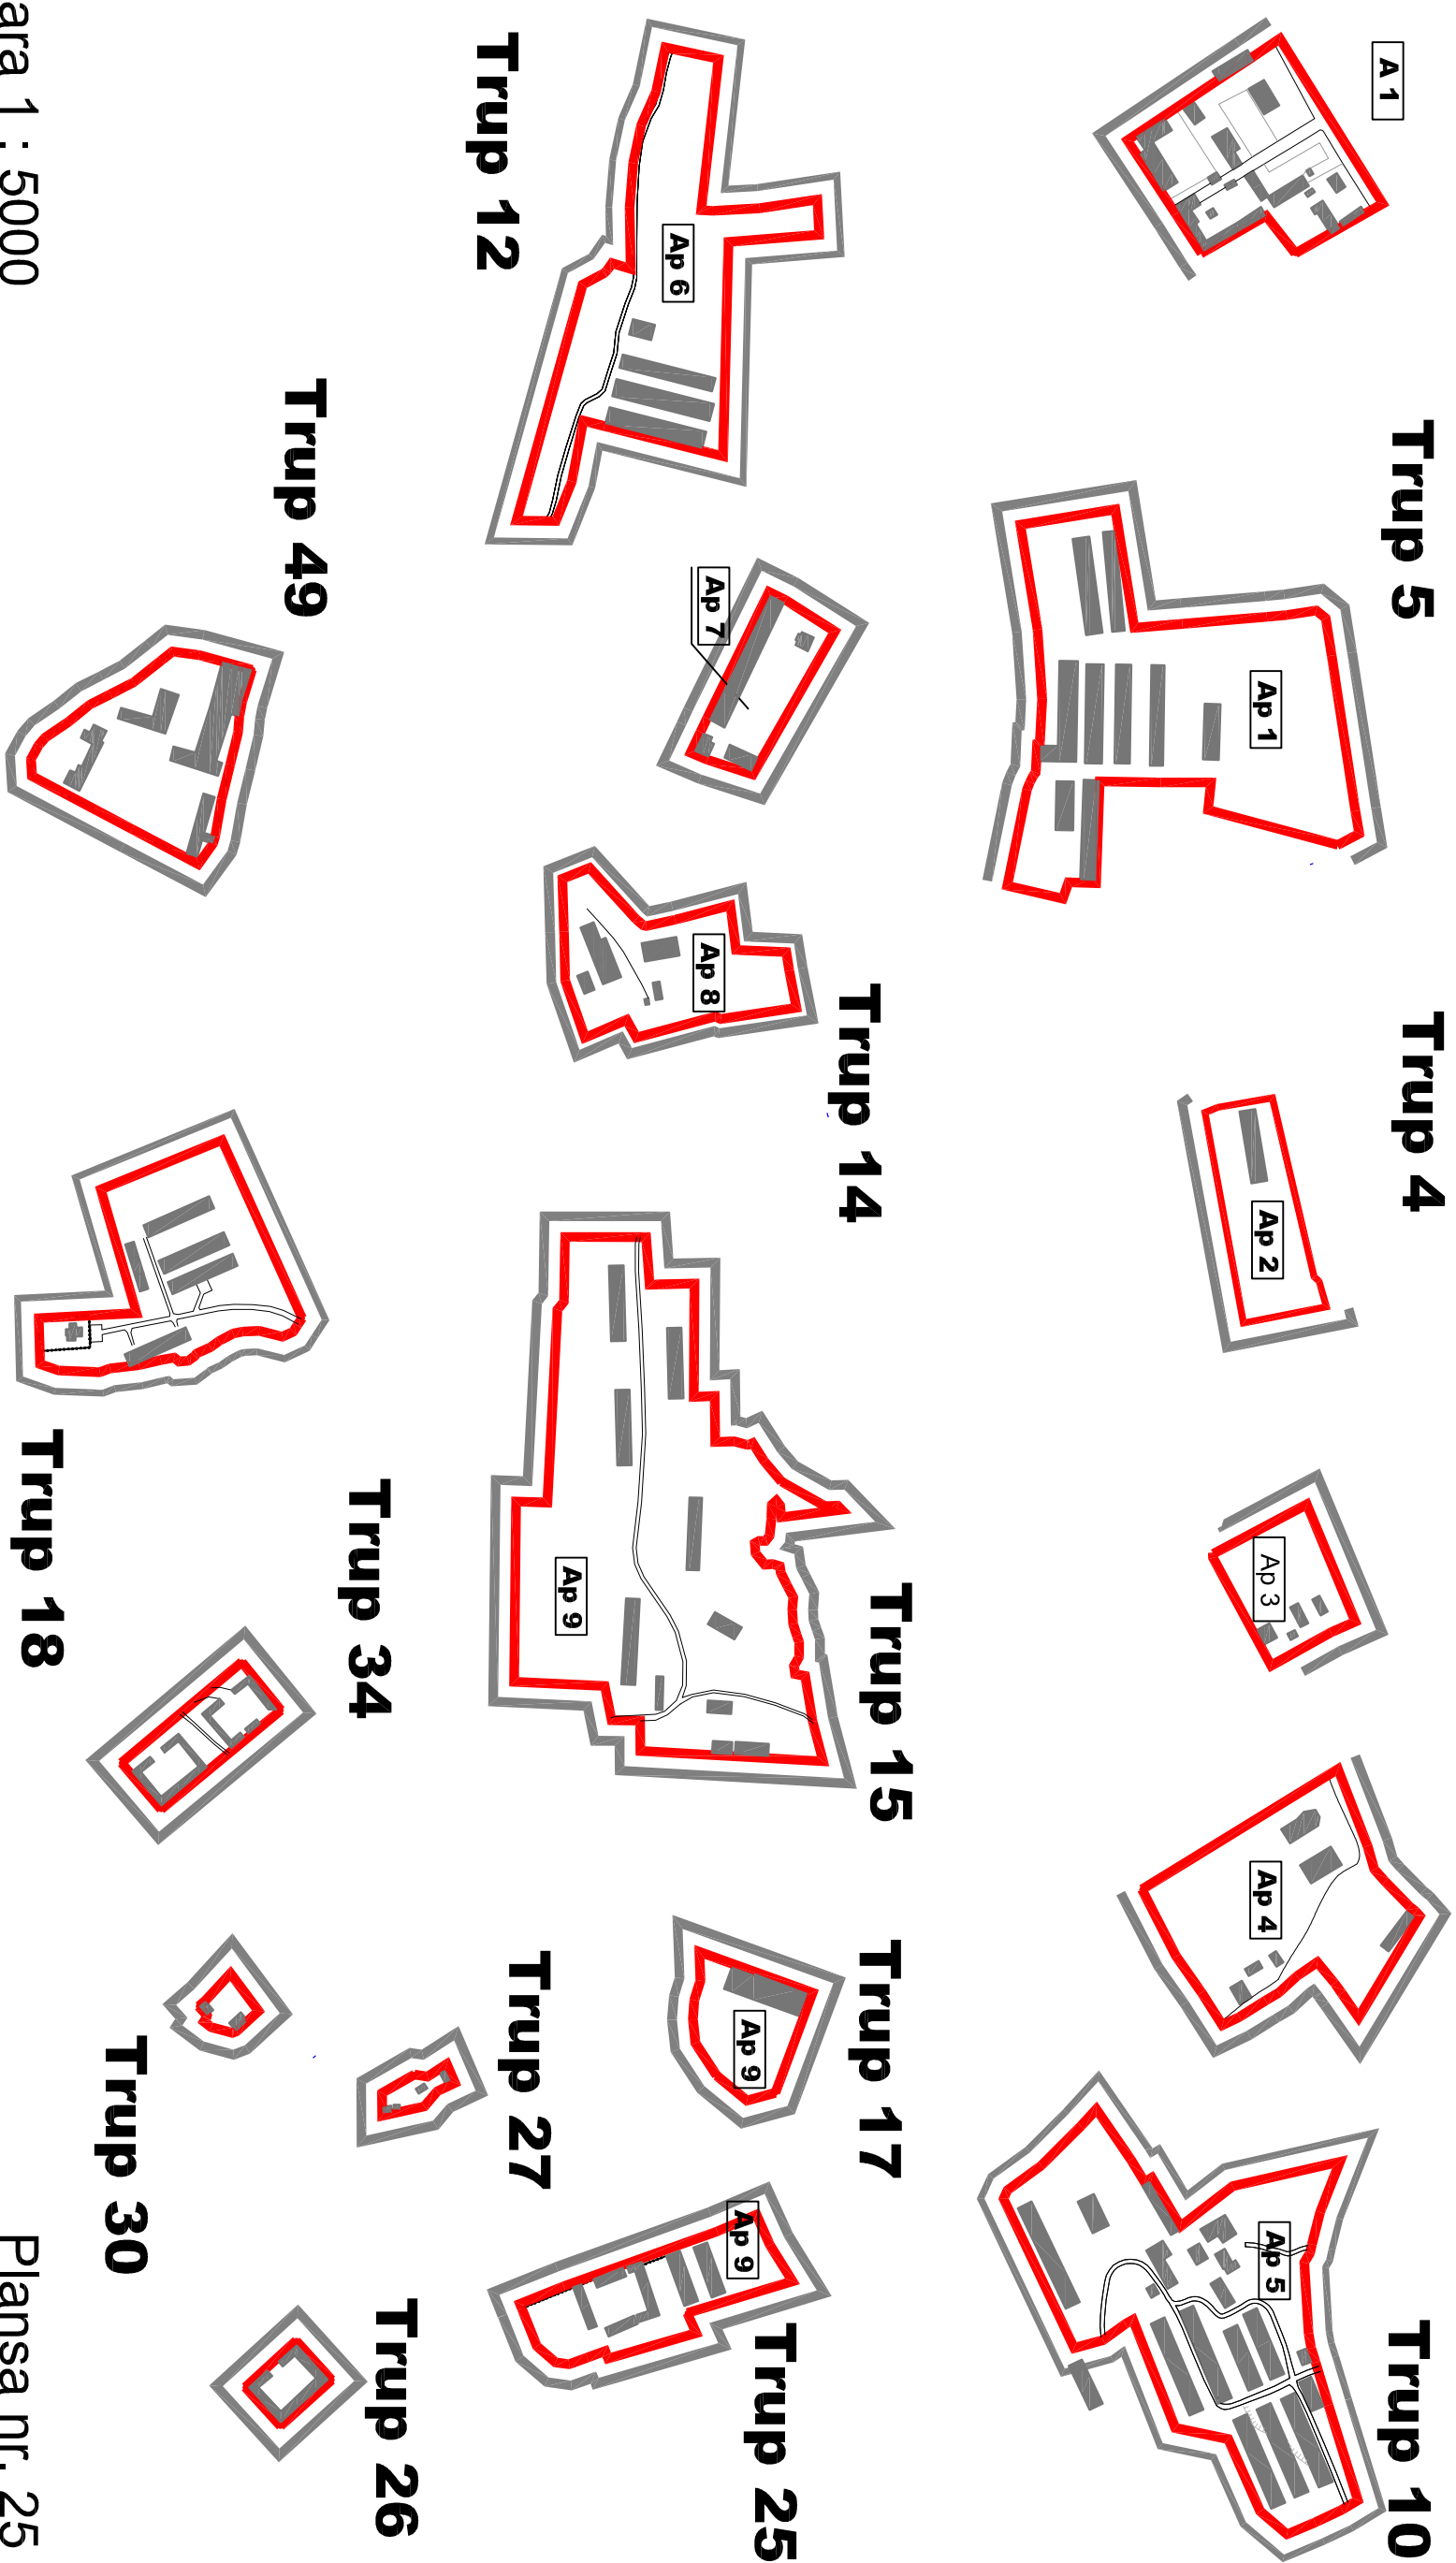 A 1
Trup 5
Trup 4
Ap 1
Ap 2
Ap 3
Ap 4
Ap 5
Trup 10
Trup 12
Ap 6
Ap 7
Ap 8
Trup 14
Ap 9
Trup 15
Ap 9
Trup 17
Ap 9
Trup 25
Trup 49
Trup 18
Trup 34
Trup 27
Trup 30
Trup 26
ara 1 : 5000
Plansa nr. 25